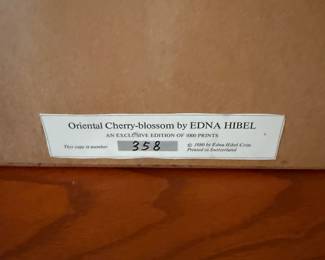 Oriental Cherry-blossom by EDNA HIBEL
AN EXCLUSIVE EDITION OF 1000 PRINTS
This copy is number 358 © 1980 by Edna Hibel Corp.
Printed in Switzerland